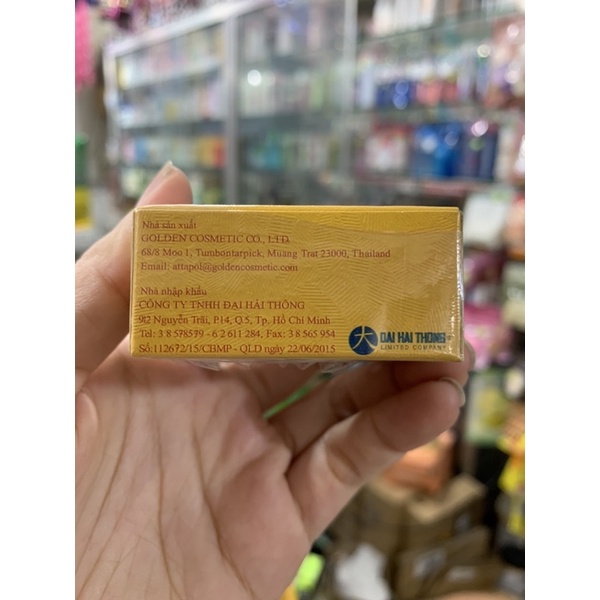 Nhà sản xuất
GOLDEN COSMETIC CO., LTD.
68/8 Moo 1, Tumbontarpick, Muang Trat 23000, Thailand
Email: attapol@goldencosmetic.com
Nhà nhập khẩu
CÔNG TY TNHH ĐẠI HẢI THÔNG
912 Nguyễn Trãi, P.14, Q.5, Tp. Hồ Chí Minh
Tel: 3 8 578579 - 6 2 611 284, Fax: 3 8 565 954
Số:112672/15/CBMP - QLD ngày 22/06/2015
大 DAI HAI THONG
LIMITED COMPANY